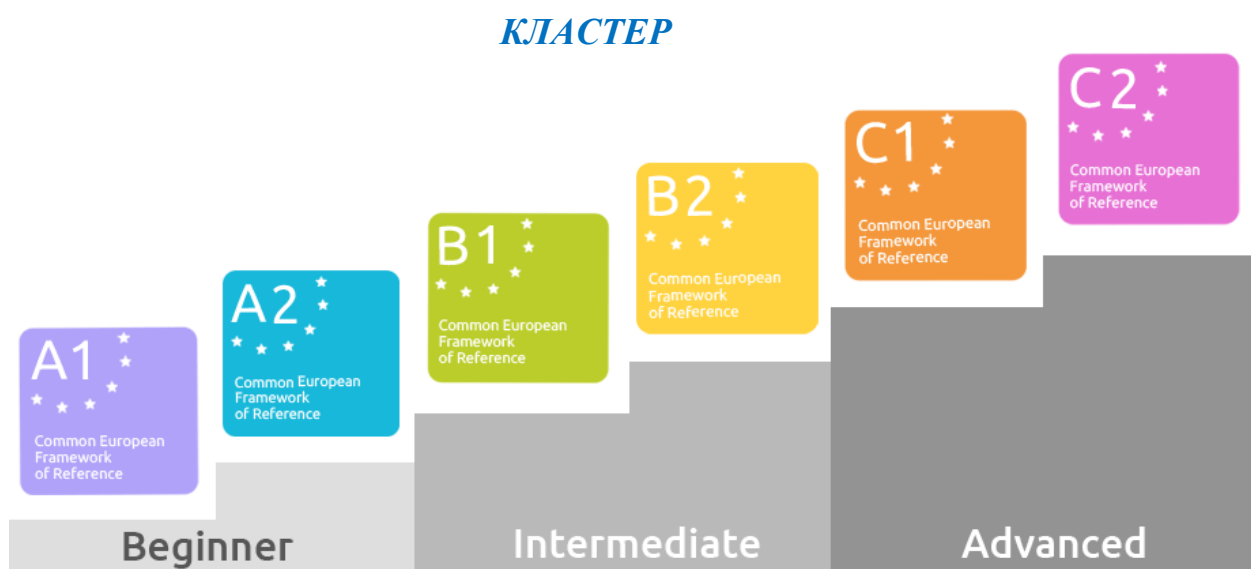 КЛАСТЕР
A1
Common European
Framework
of Reference
A2
Common European
Framework
of Reference
B1
Common European
Framework
of Reference
B2
Common European
Framework
of Reference
C1
Common European
Framework
of Reference
C2
Common European
Framework
of Reference
Beginner
Intermediate
Advanced